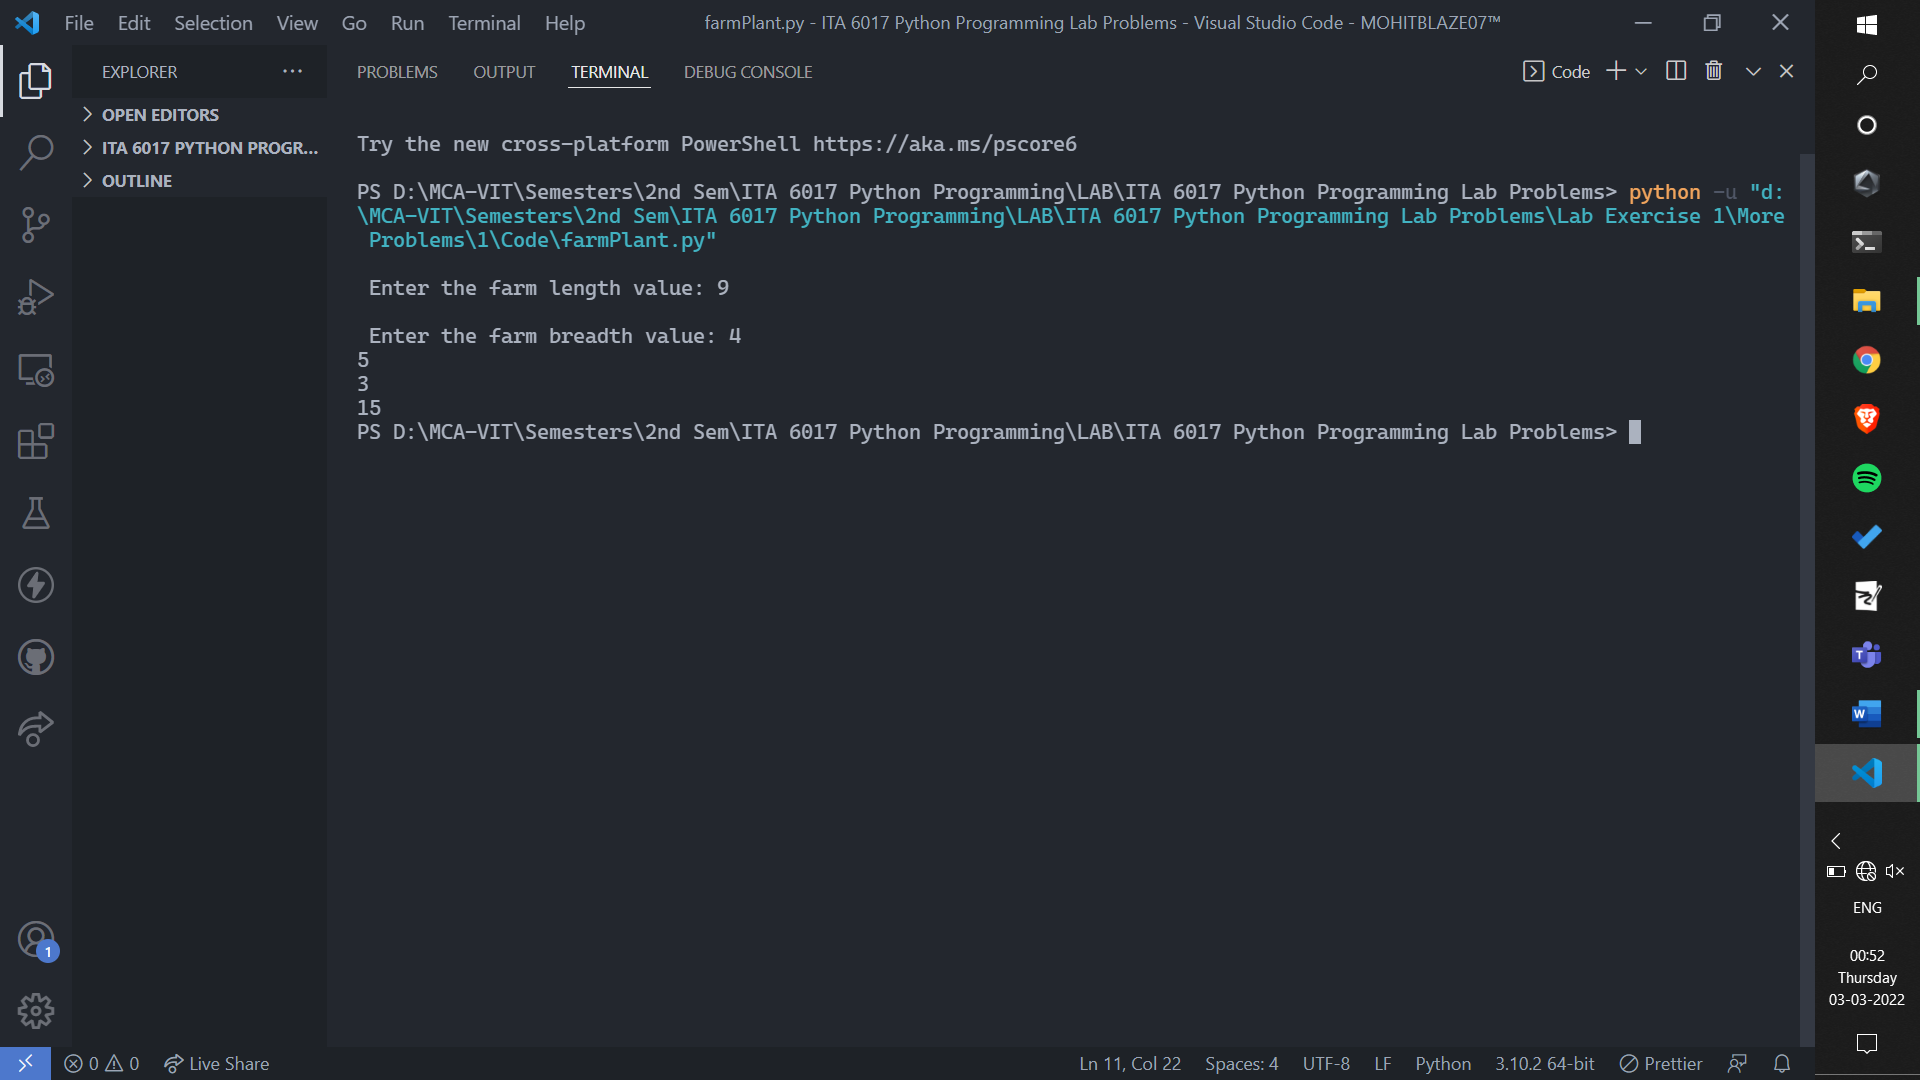 File Edit Selection View Go Run Terminal Help
farmPlant.py - ITA 6017 Python Programming Lab Problems - Visual Studio Code - MOHITBLAZE07™
EXPLORER
OPEN EDITORS
ITA 6017 PYTHON PROGR...
OUTLINE
PROBLEMS OUTPUT TERMINAL DEBUG CONSOLE
Code
Try the new cross-platform PowerShell https://aka.ms/pscore6
PS D:\MCA-VIT\Semesters\2nd Sem\ITA 6017 Python Programming\LAB\ITA 6017 Python Programming Lab Problems> python -u "d:
\MCA-VIT\Semesters\2nd Sem\ITA 6017 Python Programming\LAB\ITA 6017 Python Programming Lab Problems\Lab Exercise 1\More
Problems\1\Code\farmPlant.py"
Enter the farm length value: 9
Enter the farm breadth value: 4
5
3
15
PS D:\MCA-VIT\Semesters\2nd Sem\ITA 6017 Python Programming\LAB\ITA 6017 Python Programming Lab Problems>
1
0 0 Live Share
Ln 11, Col 22 Spaces: 4 UTF-8 LF Python 3.10.2 64-bit Prettier
T
W
ENG
00:52
Thursday
03-03-2022